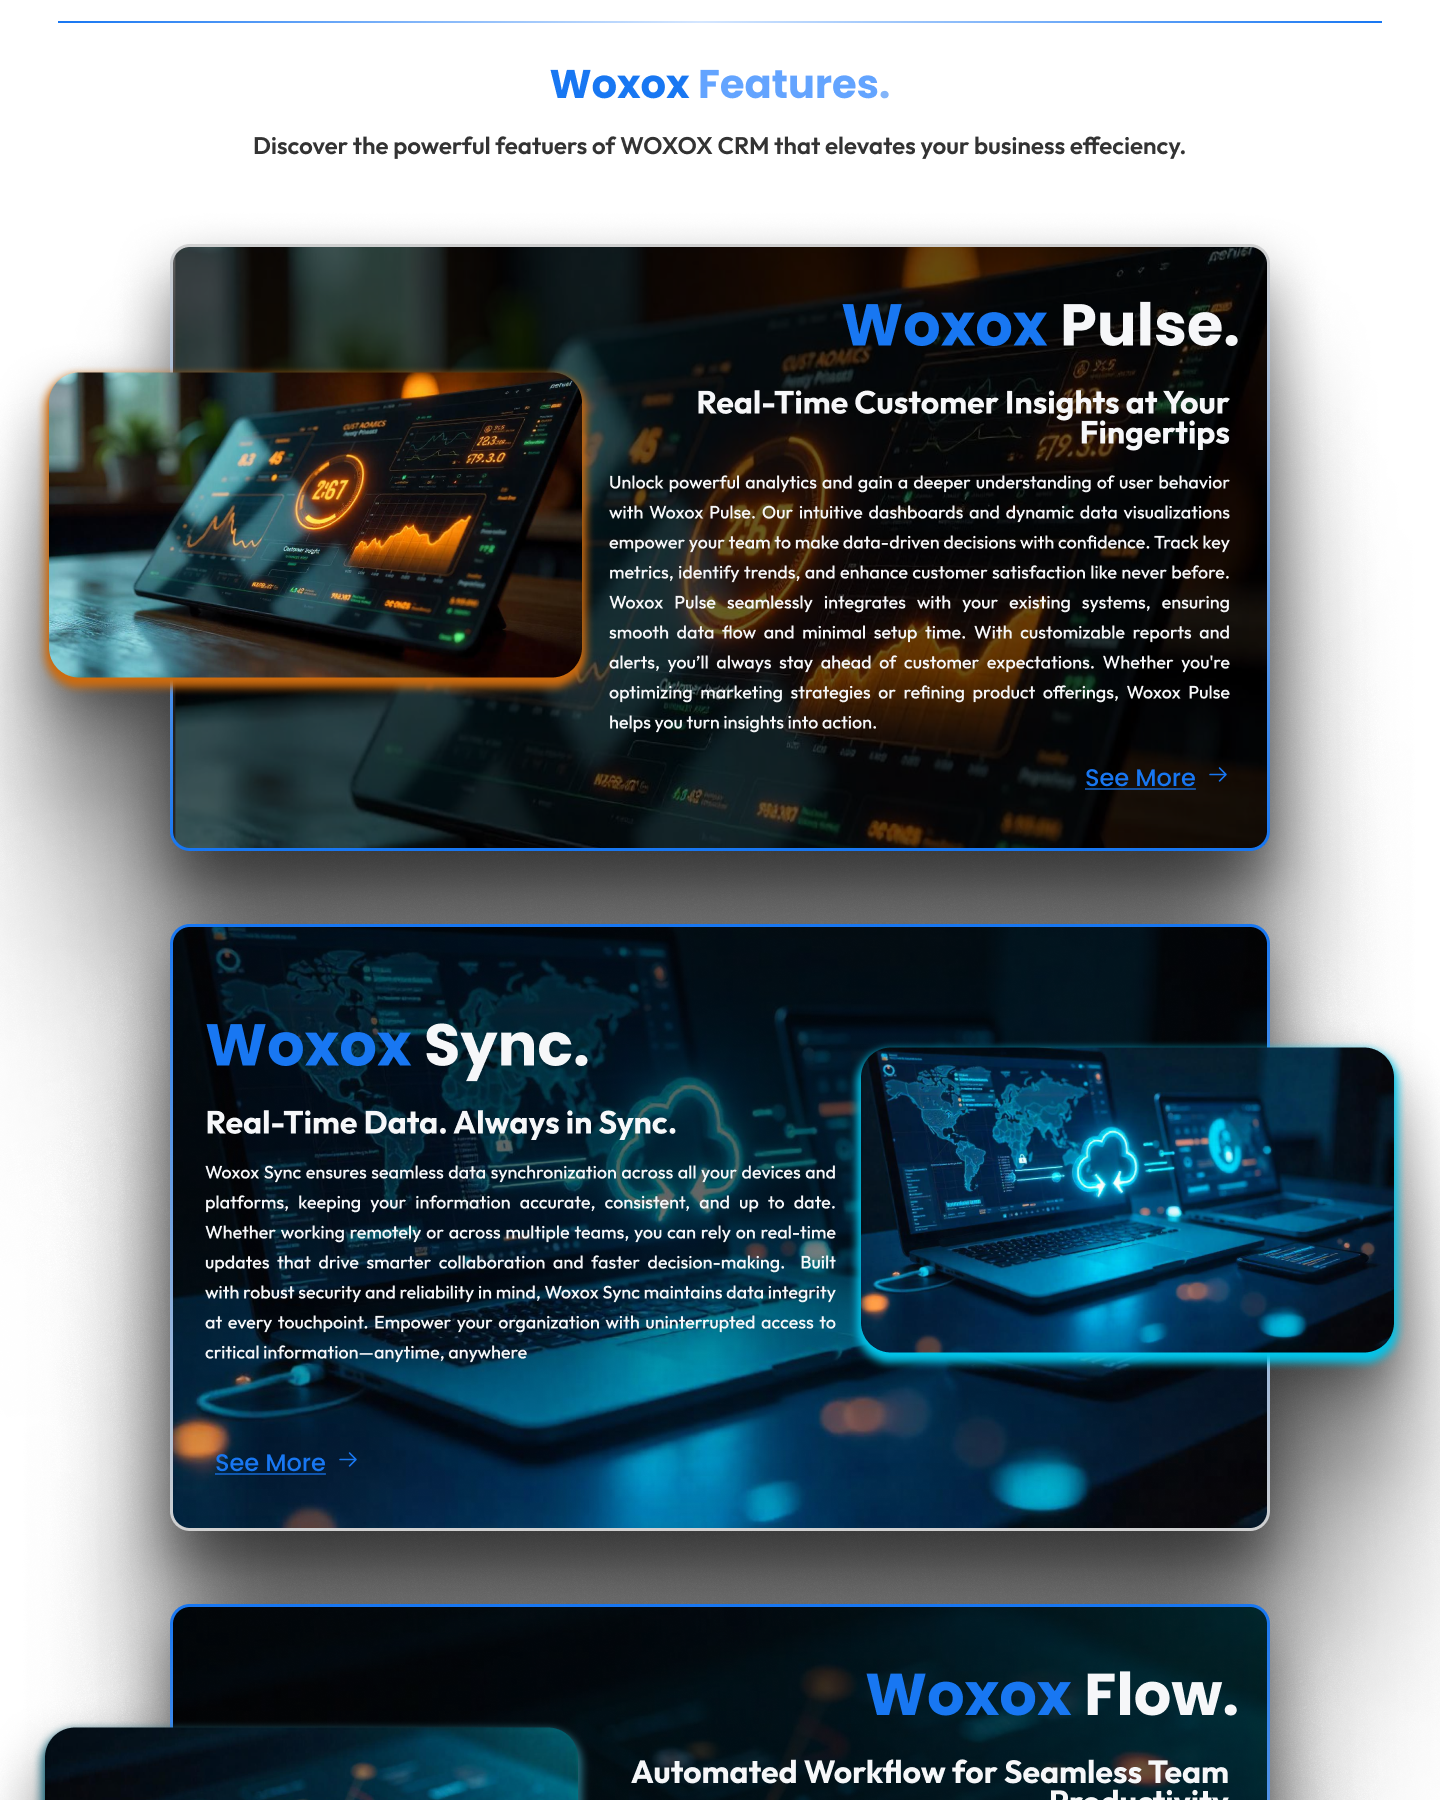 Woxox Features.
Discover the powerful featuers of WOXOX CRM that elevates your business effeciency.
Woxox Pulse.
Real-Time Customer Insights at Your
Fingertips
Unlock powerful analytics and gain a deeper understanding of user behavior
with Woxox Pulse. Our intuitive dashboards and dynamic data visualizations
empower your team to make data-driven decisions with confidence. Track key
metrics, identify trends, and enhance customer satisfaction like never before.
Woxox Pulse seamlessly integrates with your existing systems, ensuring
smooth data flow and minimal setup time. With customizable reports and
alerts, you’ll always stay ahead of customer expectations. Whether you're
optimizing marketing strategies or refining product offerings, Woxox Pulse
helps you turn insights into action.
See More
8.3 45
2:67
Customer Insight
Woxox Sync.
Real-Time Data. Always in Sync.
Woxox Sync ensures seamless data synchronization across all your devices and
platforms, keeping your information accurate, consistent, and up to date.
Whether working remotely or across multiple teams, you can rely on real-time
updates that drive smarter collaboration and faster decision-making. Built
with robust security and reliability in mind, Woxox Sync maintains data integrity
at every touchpoint. Empower your organization with uninterrupted access to
critical information—anytime, anywhere
See More
Woxox Flow.
Automated Workflow for Seamless Team
Productivity